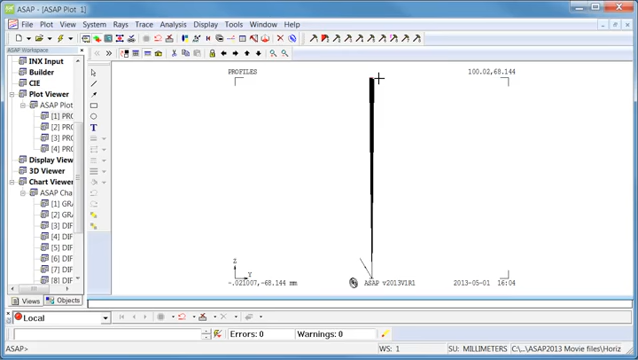 ASAP - [ASAP Plot 1]
File Plot View System Rays Trace Analysis Display Tools Window Help
ASAP Workspace
INX Input
Builder
CIE
Plot Viewer
ASAP Plot
[1] PRO
[2] PRO
[3] PRO
[4] PRO
Display View
3D Viewer
Chart Viewer
ASAP Cha
[1] GRA
[2] GRA
[3] DIF
[4] DIF
[5] DIF
[6] DIF
[7] DIF
[8] DIF
Views Objects
T
PROFILES
100.02,68.144
Z
Y
-.021007,-68.144 mm
ASAP v2013V1R1
2013-05-01 16:04
Local
Errors: 0
Warnings: 0
ASAP>
WS: 1
SU: MILLIMETERS
C:\...\ASAP2013 Movie files\Horiz